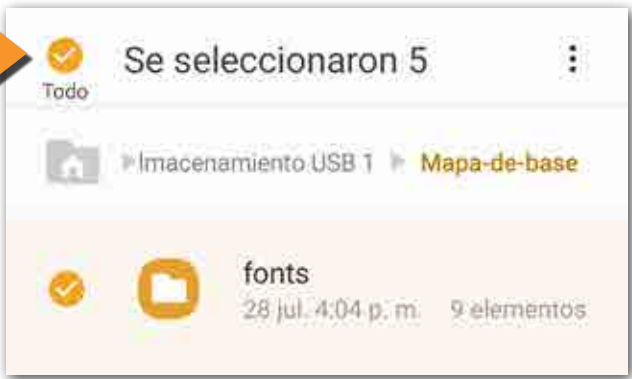 Se seleccionaron 5
Todo
lmacenamiento USB 1 Mapa-de-base
fonts
28 jul. 4:04 p. m. 9 elementos